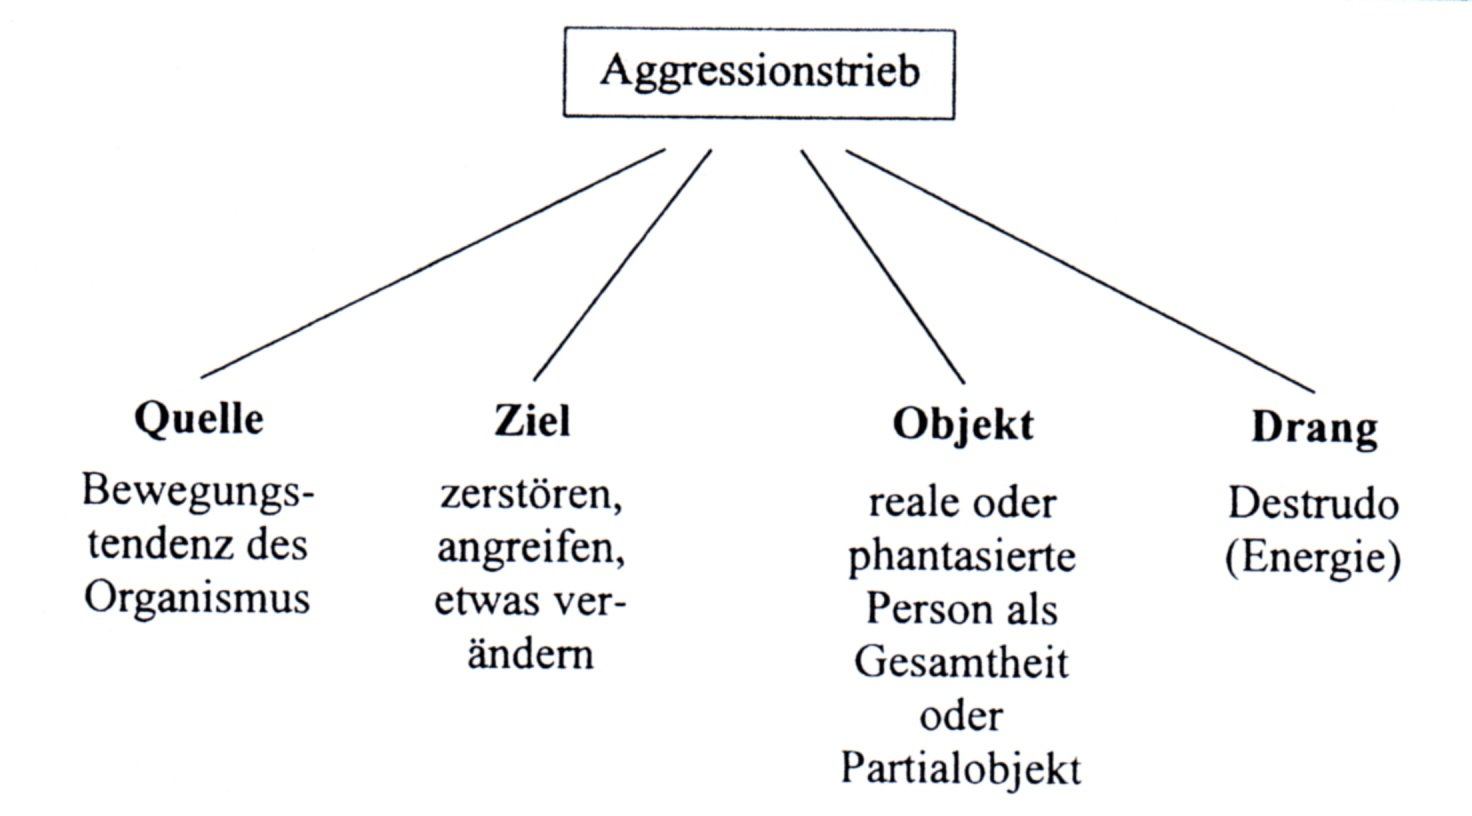 Aggressionstrieb
Quelle
Bewegungs-
tendenz des
Organismus
Ziel
zerstören,
angreifen,
etwas ver-
ändern
Objekt
reale oder
phantasierte
Person als
Gesamtheit
oder
Partialobjekt
Drang
Destrudo
(Energie)